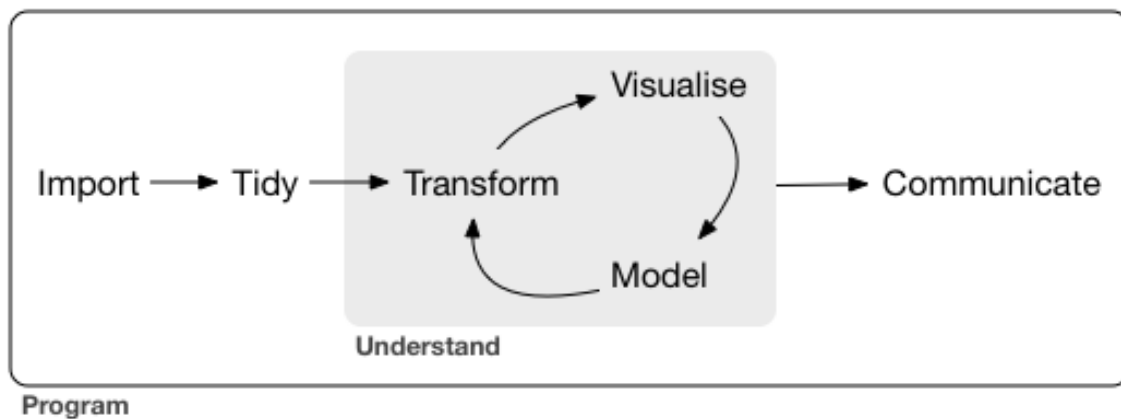 Visualise
Import Tidy Transform Communicate
Model
Understand
Program